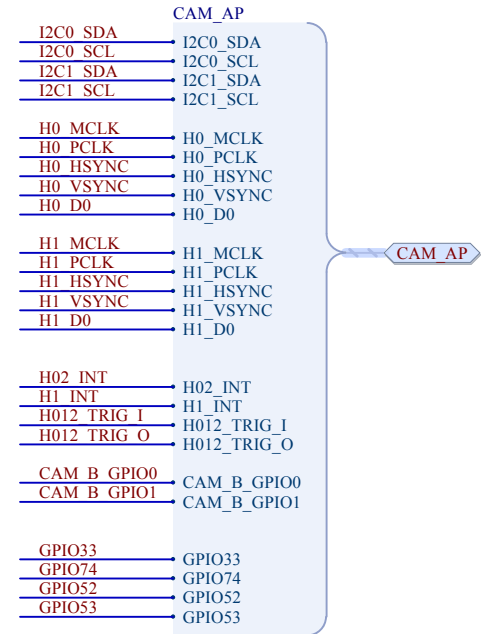 CAM_AP
I2C0_SDA I2C0_SDA
I2C0_SCL I2C0_SCL
I2C1_SDA I2C1_SDA
I2C1_SCL I2C1_SCL
H0_MCLK H0_MCLK
H0_PCLK H0_PCLK
H0_HSYNC H0_HSYNC
H0_VSYNC H0_VSYNC
H0_D0 H0_D0
H1_MCLK H1_MCLK
CAM_AP
H1_PCLK H1_PCLK
H1_HSYNC H1_HSYNC
H1_VSYNC H1_VSYNC
H1_D0 H1_D0
H02_INT H02_INT
H1_INT H1_INT
H012_TRIG_I H012_TRIG_I
H012_TRIG_O H012_TRIG_O
CAM_B_GPIO0 CAM_B_GPIO0
CAM_B_GPIO1 CAM_B_GPIO1
GPIO33 GPIO33
GPIO74 GPIO74
GPIO52 GPIO52
GPIO53 GPIO53